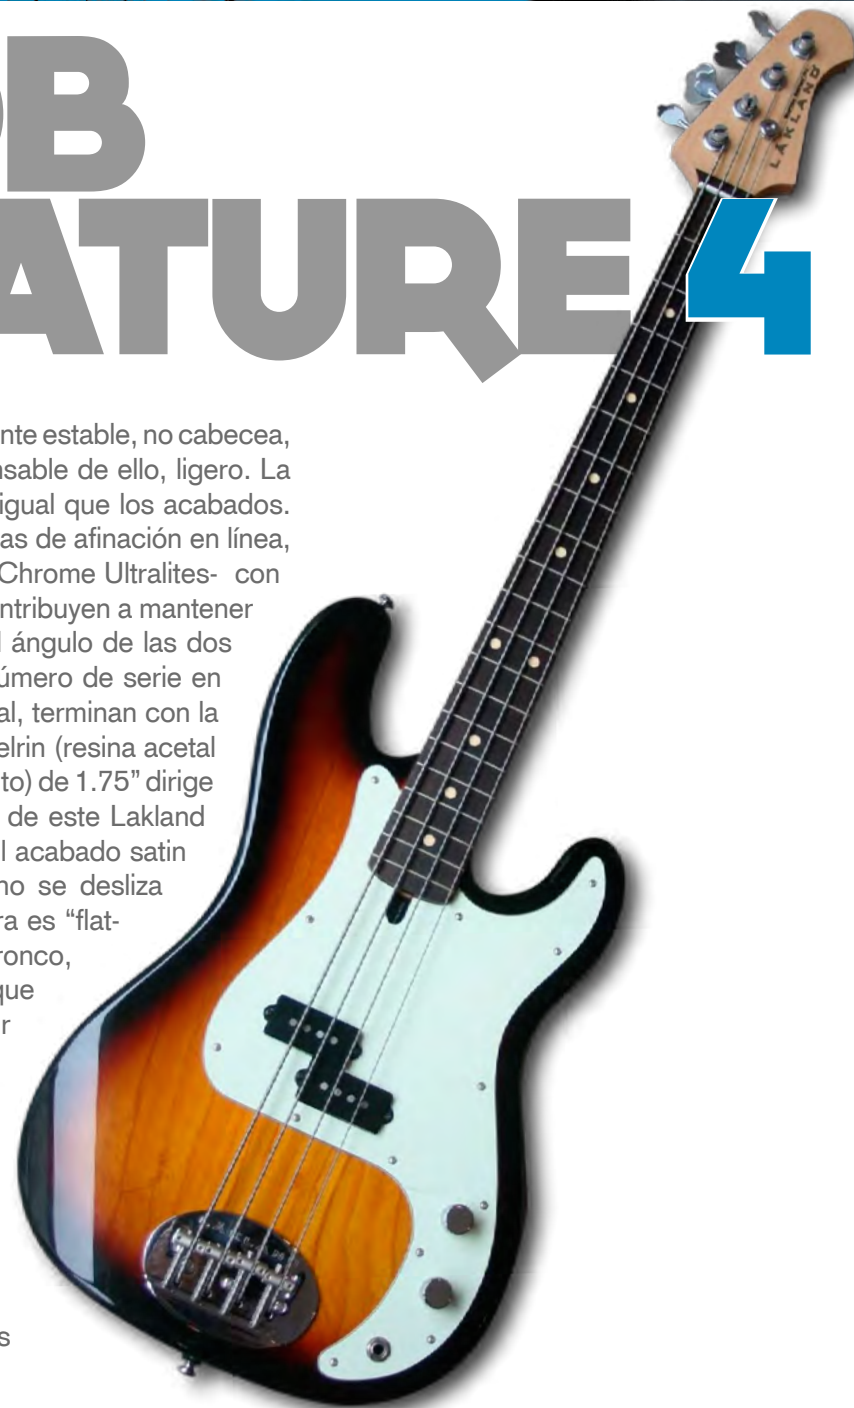 OB
ATURE 4
LAKLAND
nte estable, no cabecea,
nsable de ello, ligero. La
igual que los acabados.
as de afinación en línea,
Chrome Ultralites- con
ntribuyen a mantener
l ángulo de las dos
úmero de serie en
al, terminan con la
elrin (resina acetal
to) de 1.75” dirige
de este Lakland
l acabado satin
no se desliza
ra es “flat-
ronco,
que
r
s